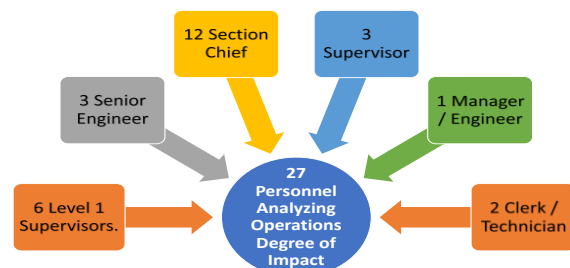 12 Section
Chief
3
Supervisor
3 Senior
Engineer
1 Manager
/ Engineer
6 Level 1
Supervisors.
27
Personnel
Analyzing
Operations
Degree of
Impact
2 Clerk /
Technician